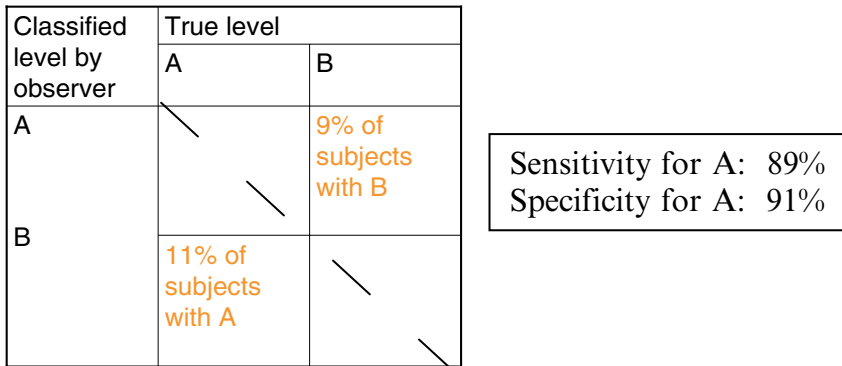 Classified
level by
observer
True level
A
B
A
9% of
subjects
with B
B
11% of
subjects
with A
Sensitivity for A: 89%
Specificity for A: 91%